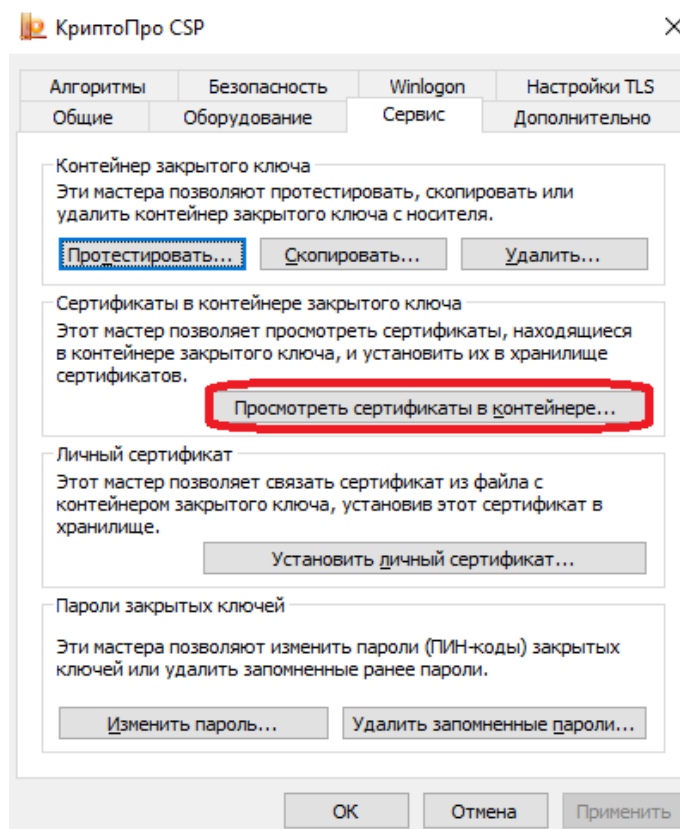 КриптоПро CSP
Алгоритмы Безопасность Winlogon Настройки TLS
Общие Оборудование Сервис Дополнительно
Контейнер закрытого ключа
Эти мастера позволяют протестировать, скопировать или
удалить контейнер закрытого ключа с носителя.
Протестировать... Скопировать... Удалить...
Сертификаты в контейнере закрытого ключа
Этот мастер позволяет просмотреть сертификаты, находящиеся
в контейнере закрытого ключа, и установить их в хранилище
сертификатов.
Просмотреть сертификаты в контейнере...
Личный сертификат
Этот мастер позволяет связать сертификат из файла с
контейнером закрытого ключа, установив этот сертификат в
хранилище.
Установить личный сертификат...
Пароли закрытых ключей
Эти мастера позволяют изменить пароли (ПИН-коды) закрытых
ключей или удалить запомненные ранее пароли.
Изменить пароль... Удалить запомненные пароли...
ОК Отмена Применить